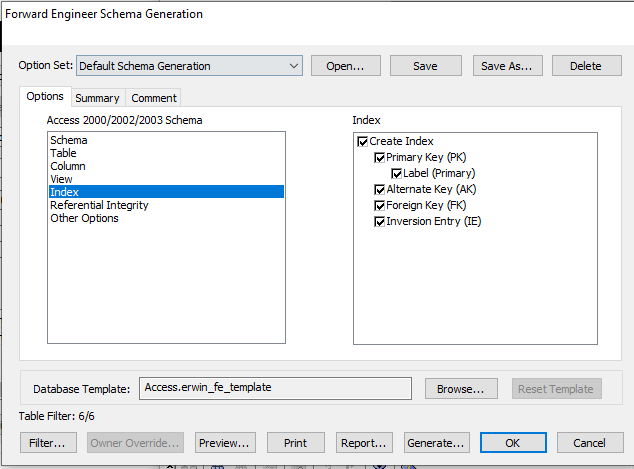 Forward Engineer Schema Generation
Option Set: Default Schema Generation Open... Save Save As... Delete
Options Summary Comment
Access 2000/2002/2003 Schema
Schema
Table
Column
View
Index
Referential Integrity
Other Options
Index
Create Index
Primary Key (PK)
Label (Primary)
Alternate Key (AK)
Foreign Key (FK)
Inversion Entry (IE)
Database Template: Access.erwin_fe_template Browse... Reset Template
Table Filter: 6/6
Filter... Owner Override... Preview... Print Report... Generate... OK Cancel